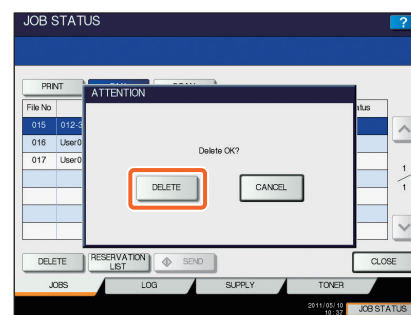 JOB STATUS ?
PRINT
ATTENTION
File No
015 012-3
016 User0
017 User0
Delete OK?
DELETE CANCEL
1
1
DELETE RESERVATION LIST SEND CLOSE
JOBS LOG SUPPLY TONER
2011/05/10
10:37 JOB STATUS